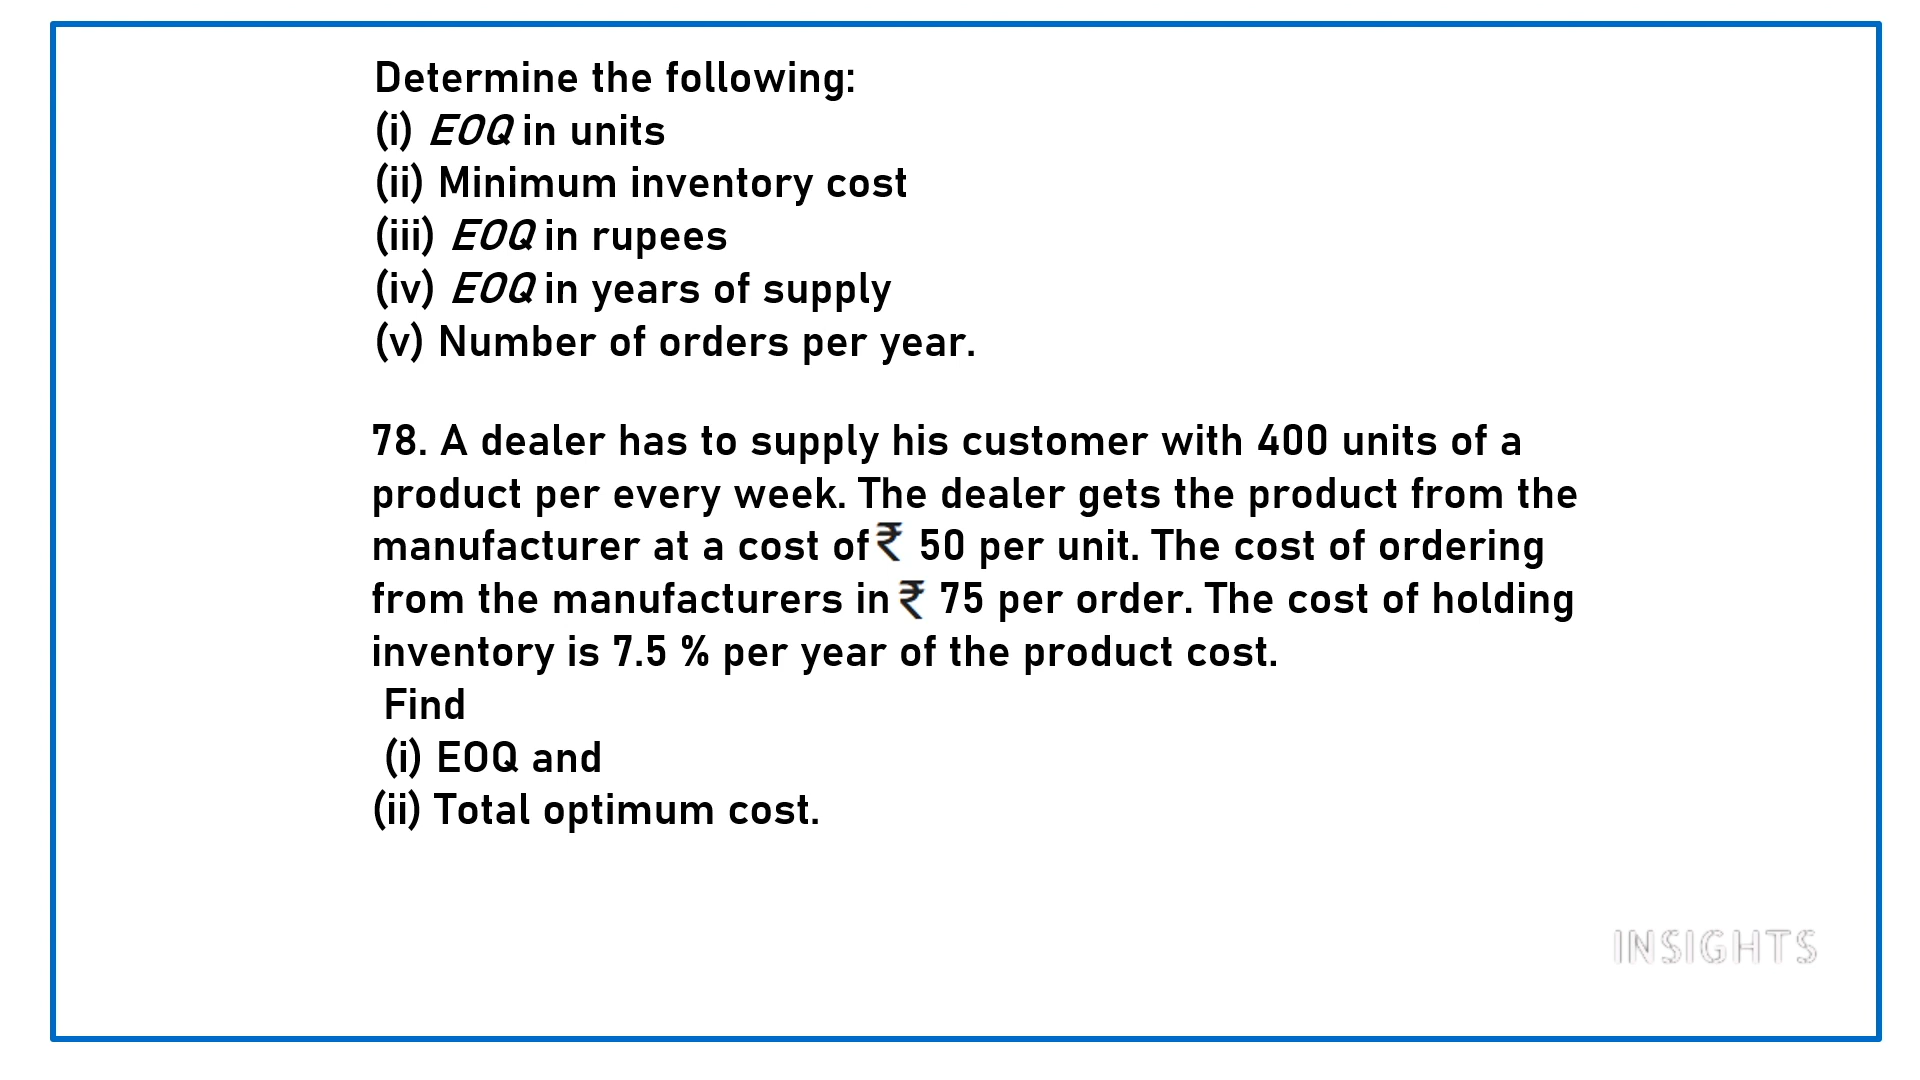 Determine the following:
(i) EOQ in units
(ii) Minimum inventory cost
(iii) EOQ in rupees
(iv) EOQ in years of supply
(v) Number of orders per year.
78. A dealer has to supply his customer with 400 units of a
product per every week. The dealer gets the product from the
manufacturer at a cost of ₹ 50 per unit. The cost of ordering
from the manufacturers in ₹ 75 per order. The cost of holding
inventory is 7.5 % per year of the product cost.
Find
(i) EOQ and
(ii) Total optimum cost.
INSIGHTS